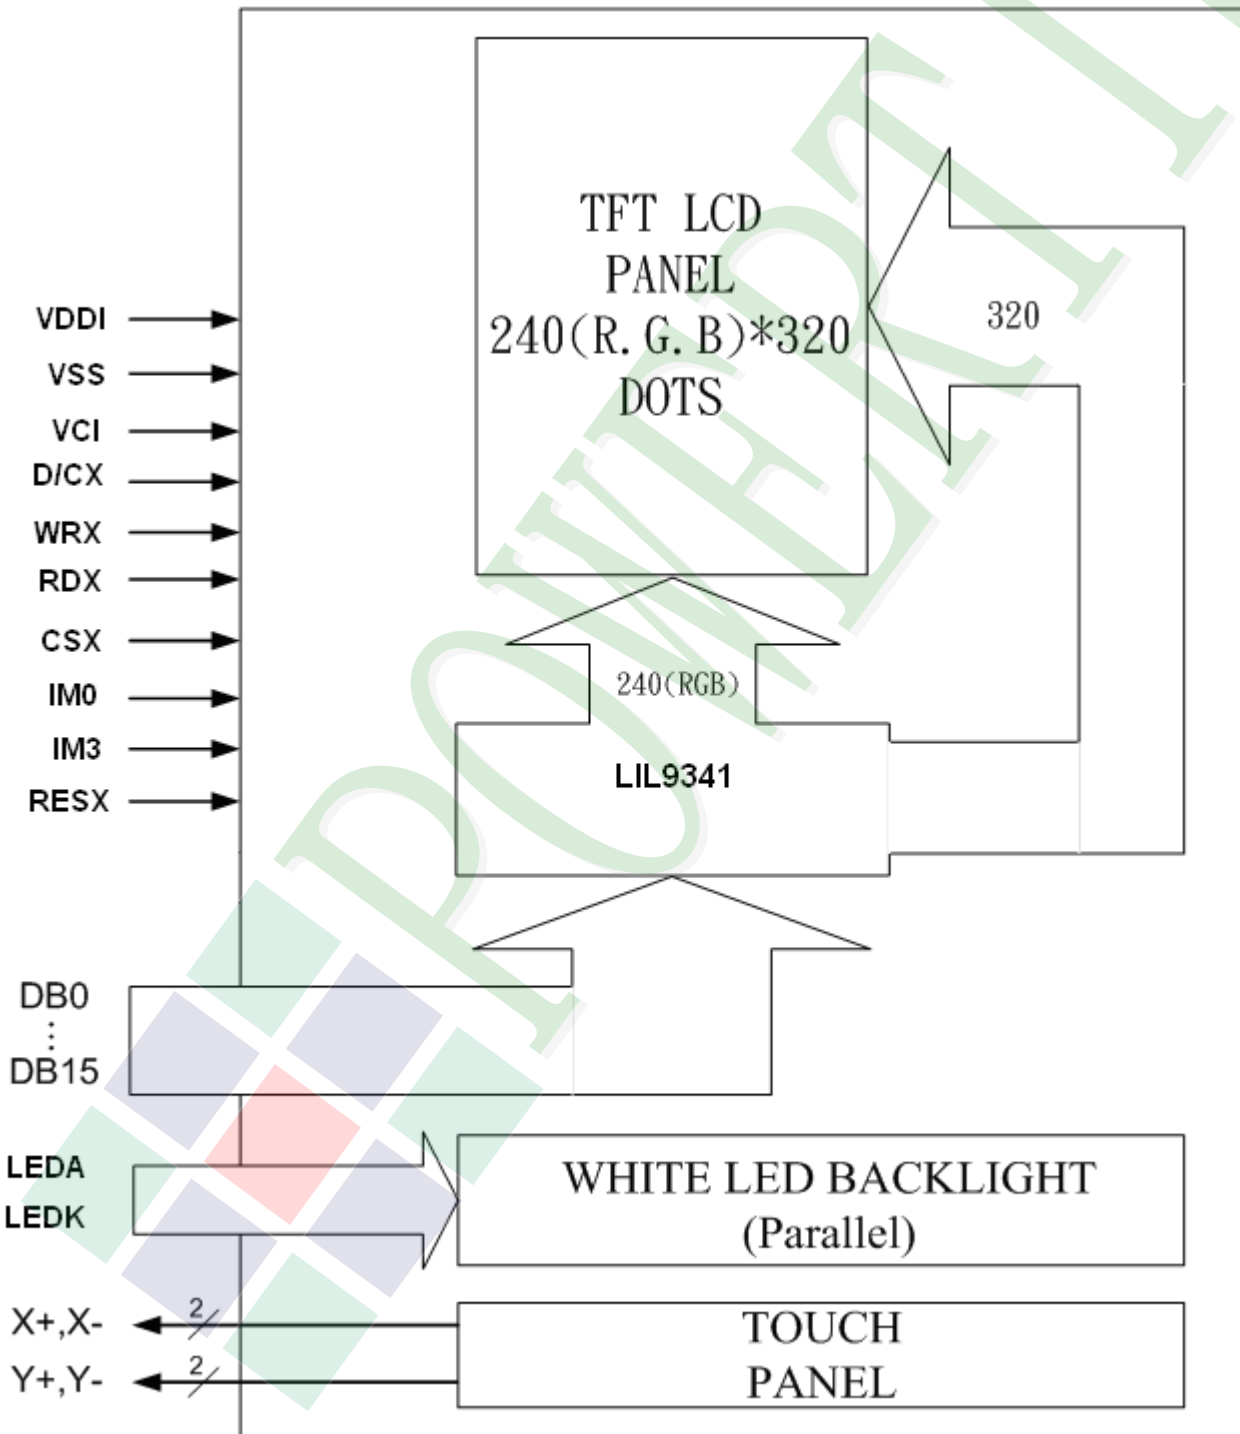 TFT LCD
PANEL
240(R.G.B)*320
DOTS
320
VDDI
VSS
VCI
D/CX
WRX
RDX
CSX
IM0
IM3
RESX
240(RGB)
LIL9341
DB0
DB15
LEDA
LEDK
WHITE LED BACKLIGHT
(Parallel)
X+,X-
2
Y+,Y-
2
TOUCH
PANEL
POWERTI